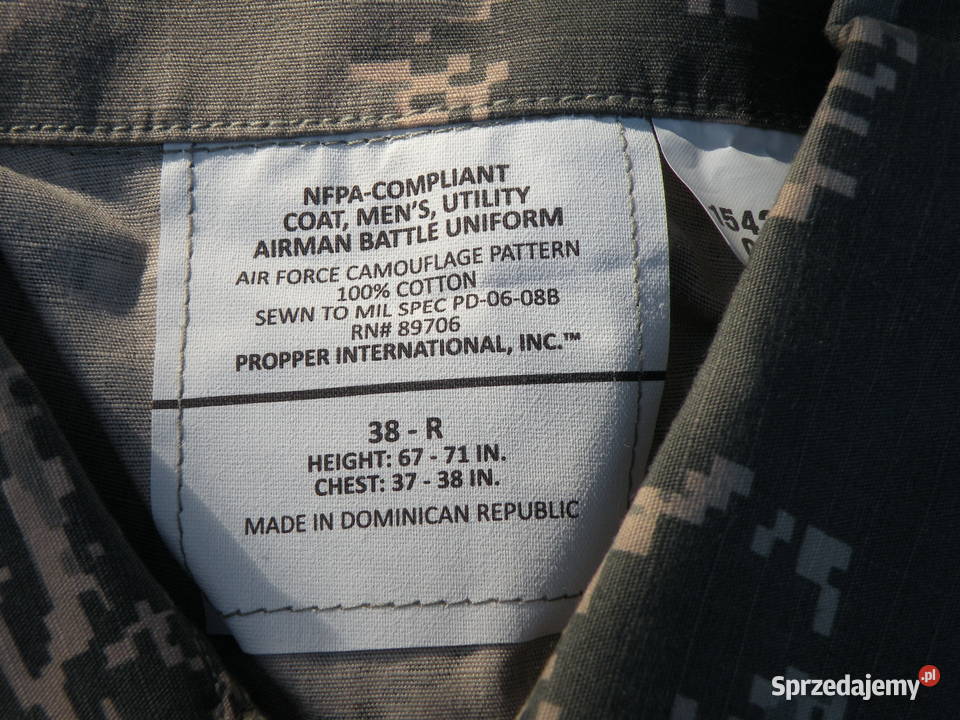 NFPA-COMPLIANT
COAT, MEN'S, UTILITY
AIRMAN BATTLE UNIFORM
AIR FORCE CAMOUFLAGE PATTERN
100% COTTON
SEWN TO MIL SPEC PD-06-08B
RN# 89706
PROPPER INTERNATIONAL, INC.™
38 - R
HEIGHT: 67 - 71 IN.
CHEST: 37 - 38 IN.
MADE IN DOMINICAN REPUBLIC
Sprzedajemy.pl